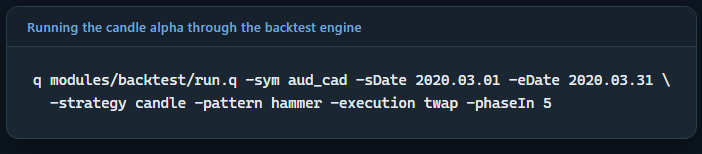 Running the candle alpha through the backtest engine
q modules/backtest/run.q -sym aud_cad -sDate 2020.03.01 -eDate 2020.03.31 \
-strategy candle -pattern hammer -execution twap -phaseIn 5